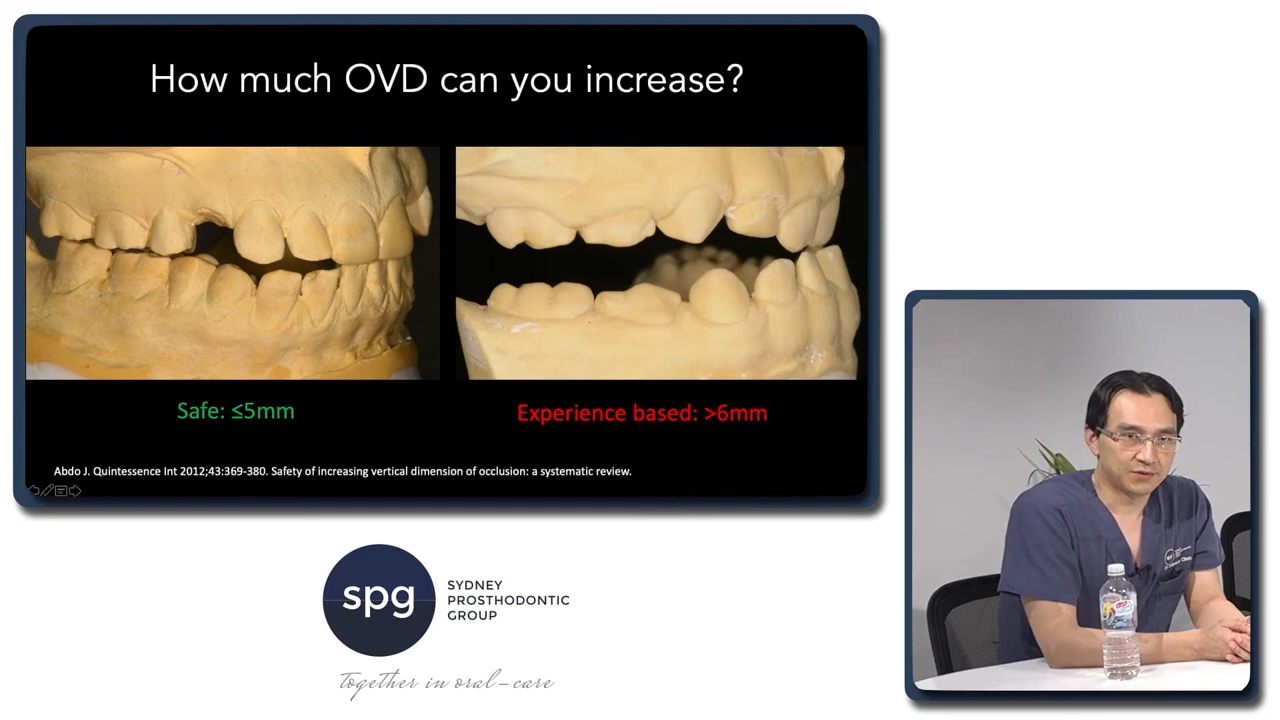 How much OVD can you increase?
Safe: ≤5mm
Experience based: >6mm
Abdo J. Quintessence Int 2012;43:369-380. Safety of increasing vertical dimension of occlusion: a systematic review.
spg
SYDNEY
PROSTHODONTIC
GROUP
Together in oral-care